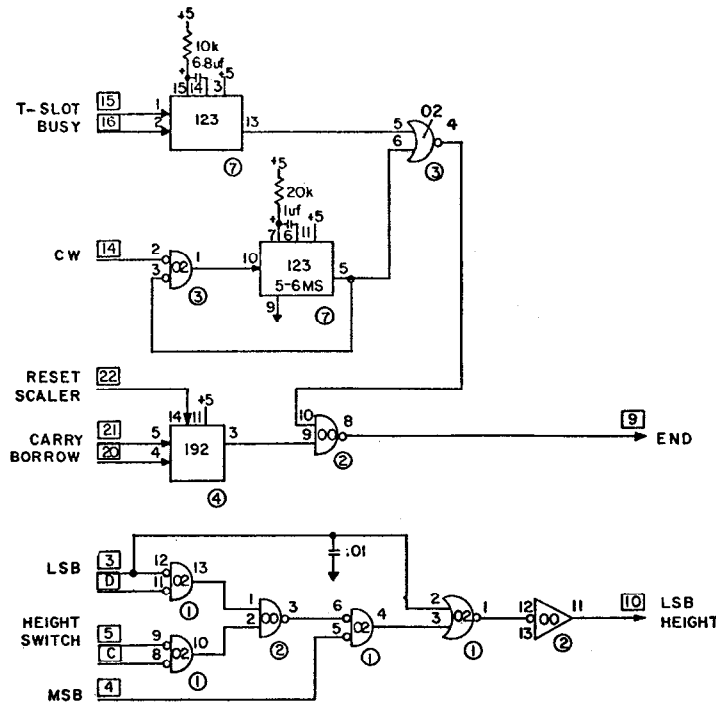 +5
10k
6.8uf
+ +5
15 14 3
T-SLOT 15 1
BUSY 16 2
123 13
7
5 02 4
6
3
+5
20k
1uf
+ +5
7 6 11
CW 14 2 1 10
3 02
3
123 5
5-6MS
9
7
RESET 22
SCALER
+5
14 11
CARRY 21 5
BORROW 20 4
192 3
4
10 8
9 00
2
9
END
LSB 3 12 13
D 11 02
1
.01
HEIGHT
SWITCH 5 9 10
C 8 02
1
1 3
2 00
2
6 4
5 02
1
2 1
3 02
1
12 11
13 00
2
10 LSB
HEIGHT
MSB 4